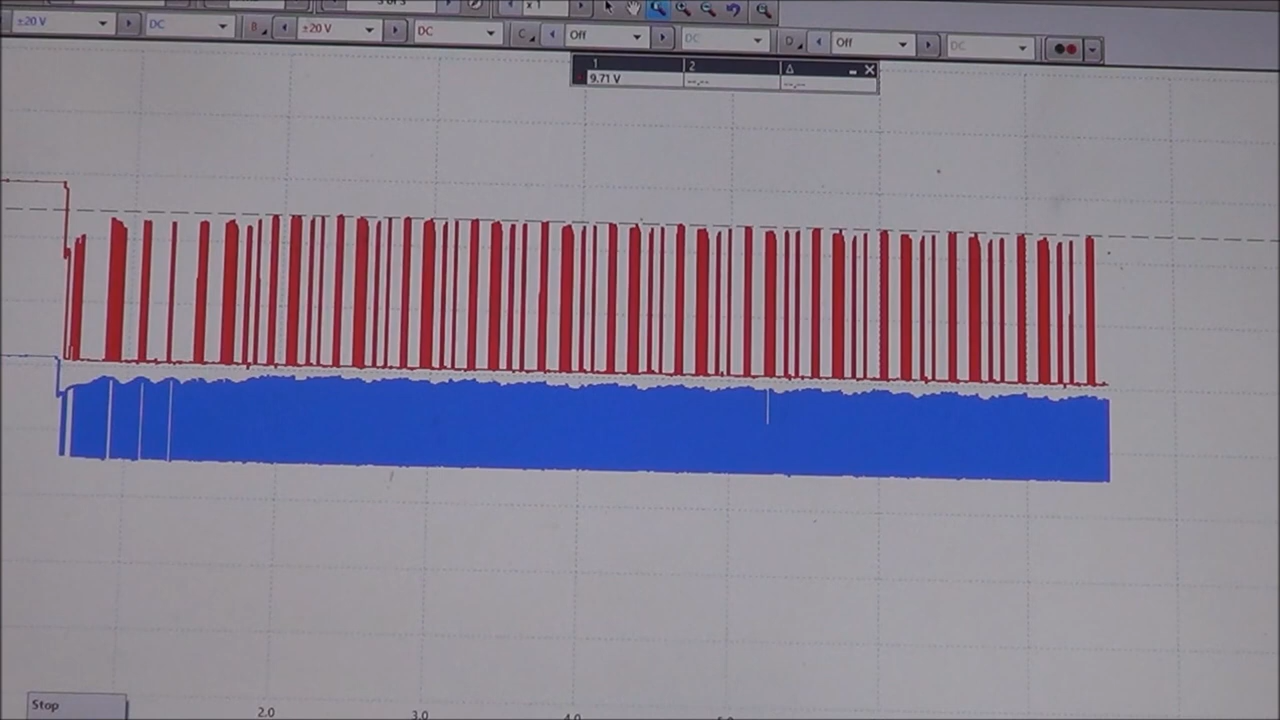 x 1
±20 V DC B ±20 V DC C Off DC D Off DC
1 2 Δ
9.71 V --.-- --.--
Stop
2.0 3.0 4.0